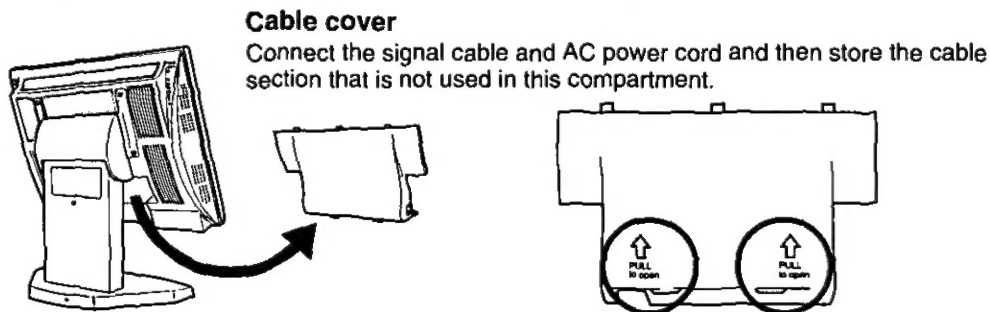 Cable cover
Connect the signal cable and AC power cord and then store the cable
section that is not used in this compartment.
PULL
to open
PULL
to open